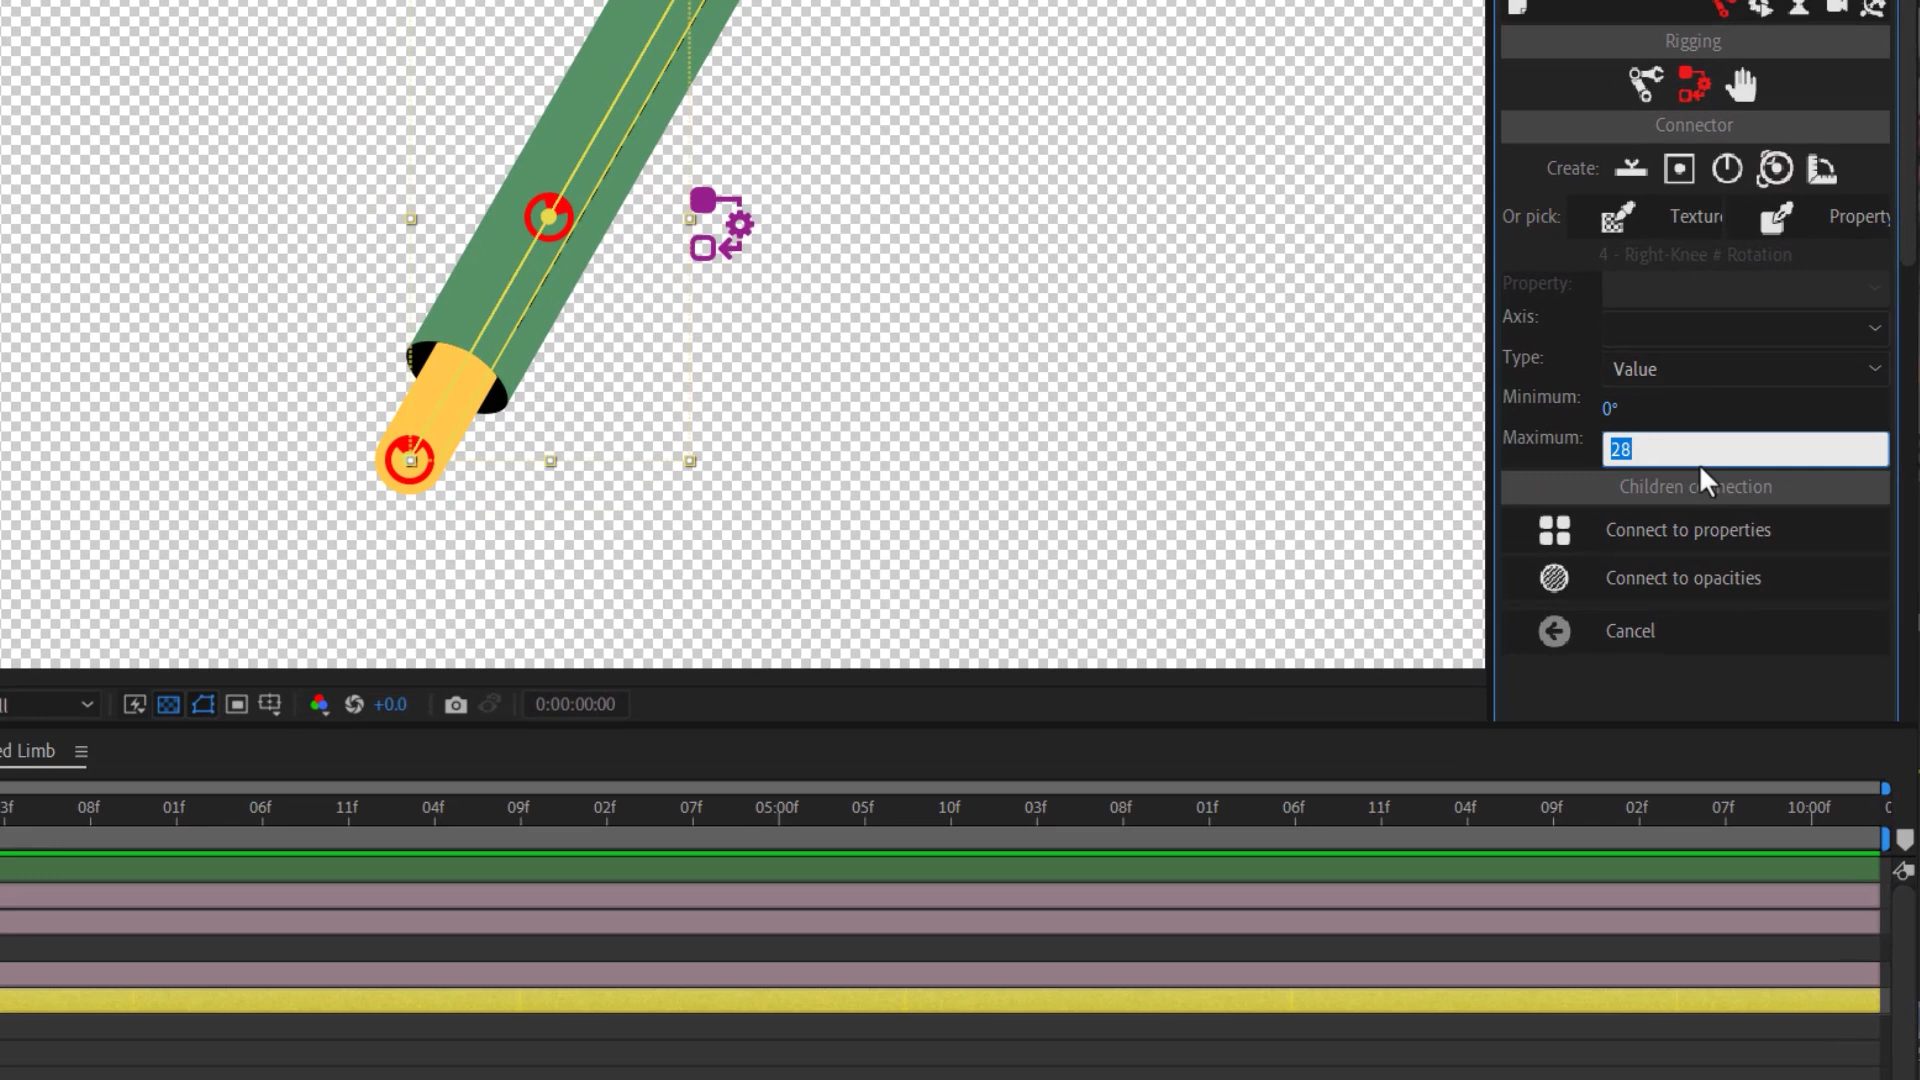 Rigging
Connector
Create:
Or pick: Textur Property
4 - Right-Knee # Rotation
Property:
Axis:
Type: Value
Minimum: 0°
Maximum: 28
Children connection
Connect to properties
Connect to opacities
Cancel
+0.0 0:00:00:00
ed Limb
3f 08f 01f 06f 11f 04f 09f 02f 07f 05:00f 05f 10f 03f 08f 01f 06f 11f 04f 09f 02f 07f 10:00f 0